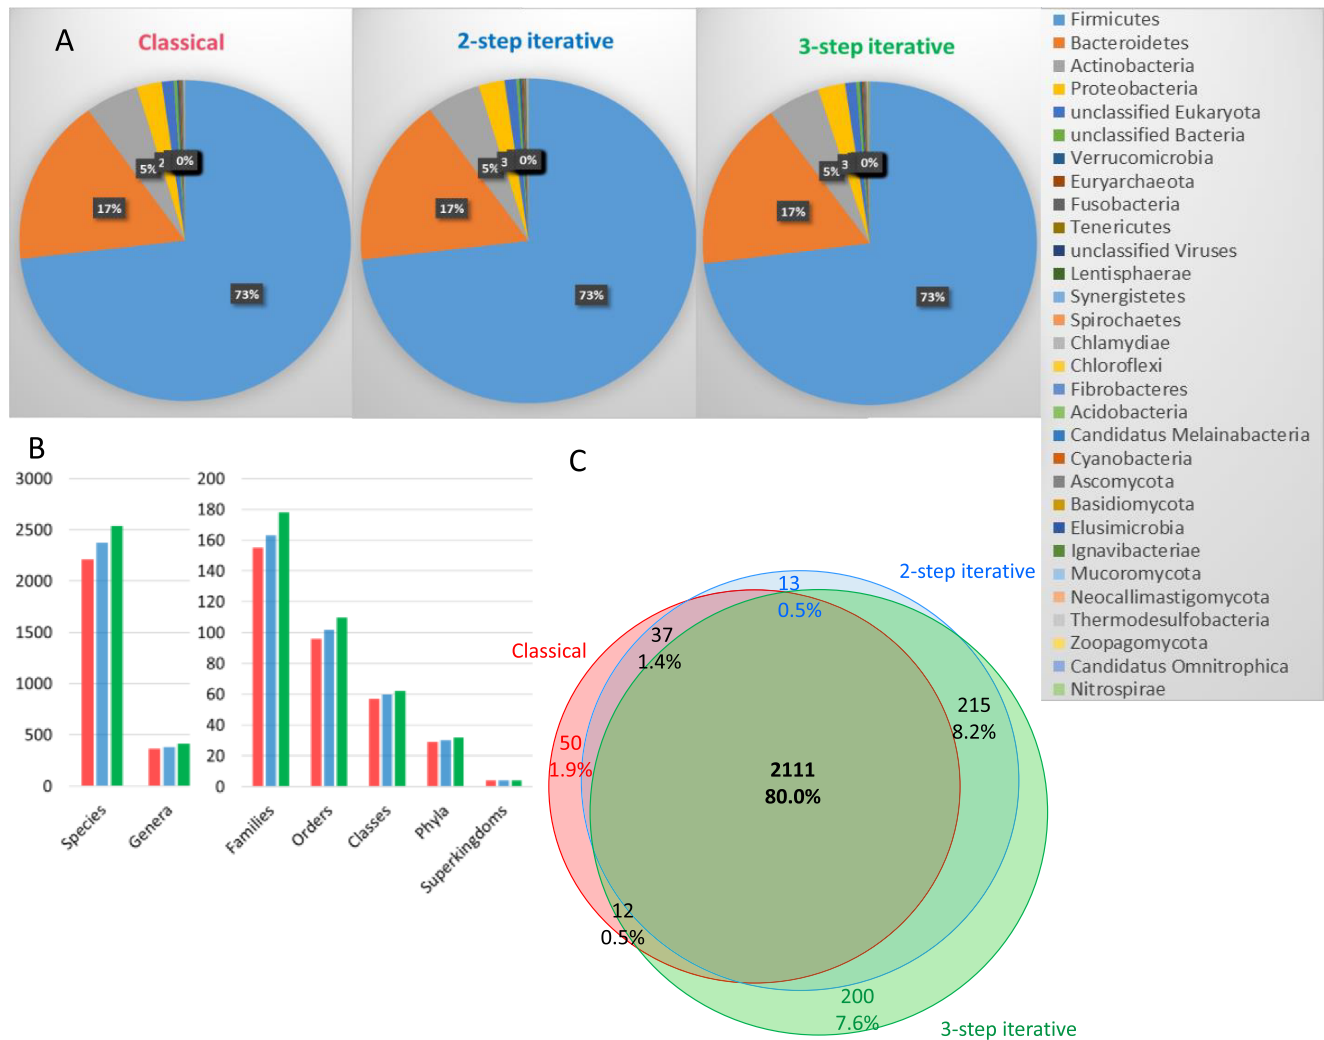 A
Classical
2-step iterative
3-step iterative
5%
2
0%
17%
73%
5%
3
0%
17%
73%
5%
3
0%
17%
73%
Firmicutes
Bacteroidetes
Actinobacteria
Proteobacteria
unclassified Eukaryota
unclassified Bacteria
Verrucomicrobia
Euryarchaeota
Fusobacteria
Tenericutes
unclassified Viruses
Lentisphaerae
Synergistetes
Spirochaetes
Chlamydiae
Chloroflexi
Fibrobacteres
Acidobacteria
Candidatus Melainabacteria
Cyanobacteria
Ascomycota
Basidiomycota
Elusimicrobia
Ignavibacteriae
Mucoromycota
Neocallimastigomycota
Thermodesulfobacteria
Zoopagomycota
Candidatus Omnitrophica
Nitrospirae
B
3000
2500
2000
1500
1000
500
0
Species
Genera
200
180
160
140
120
100
80
60
40
20
0
Families
Orders
Classes
Phyla
Superkingdoms
C
2-step iterative
13
0.5%
Classical
37
1.4%
215
8.2%
50
1.9%
2111
80.0%
12
0.5%
200
7.6%
3-step iterative